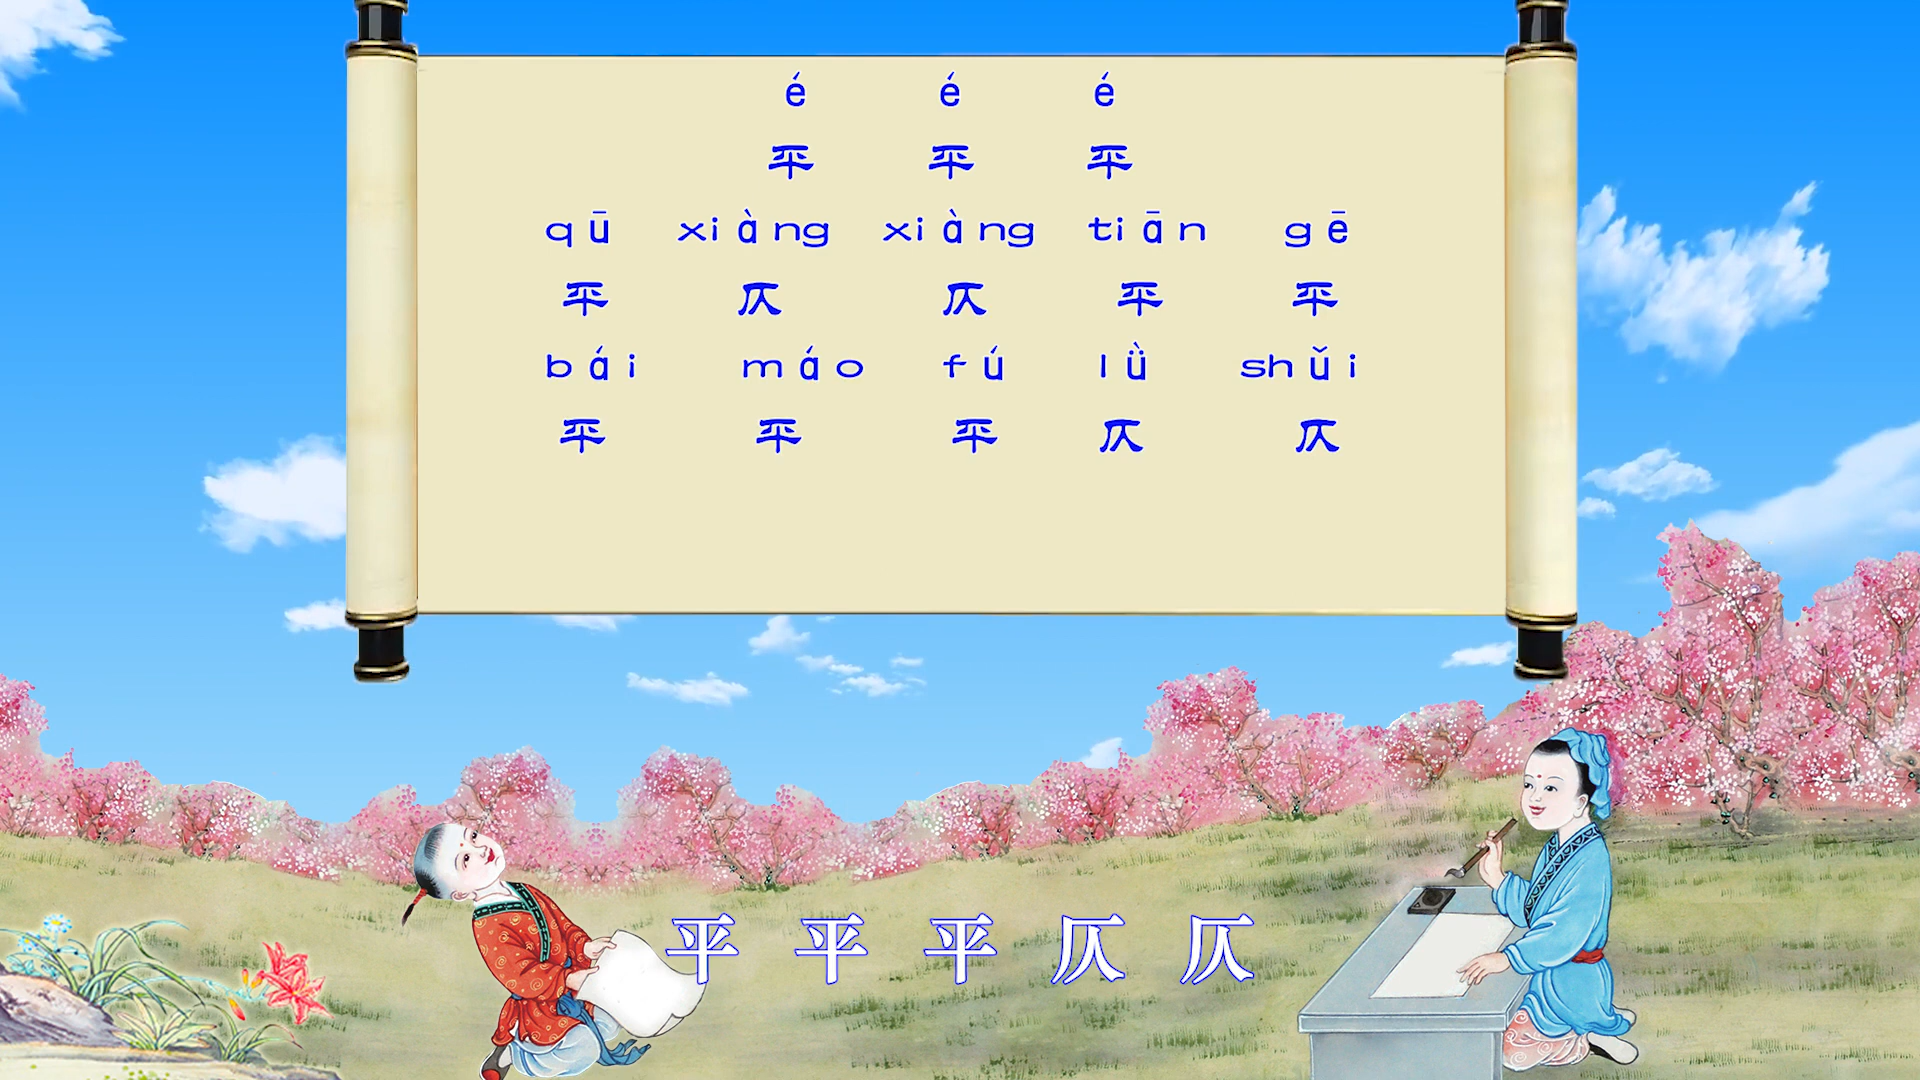 é é é
平 平 平
qū xiàng xiàng tiān gē
平 仄 仄 平 平
bái máo fú lǜ shuǐ
平 平 平 仄 仄
平 平 平 仄 仄